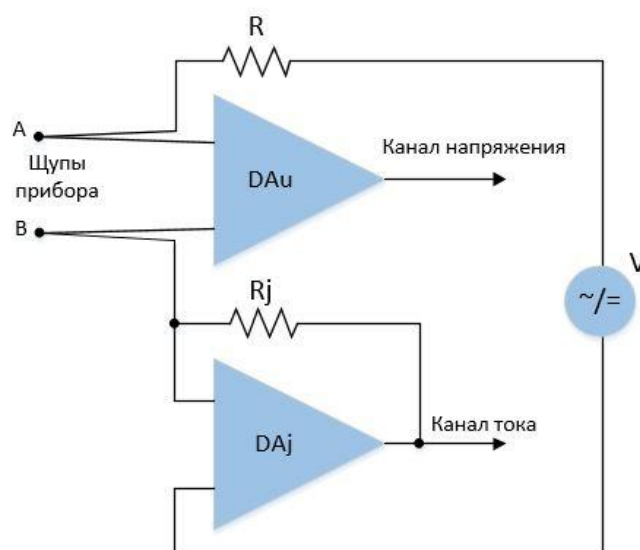 R
A
Щупы
прибора
B
DAu
Канал напряжения
V
~/=
Rj
DAj
Канал тока